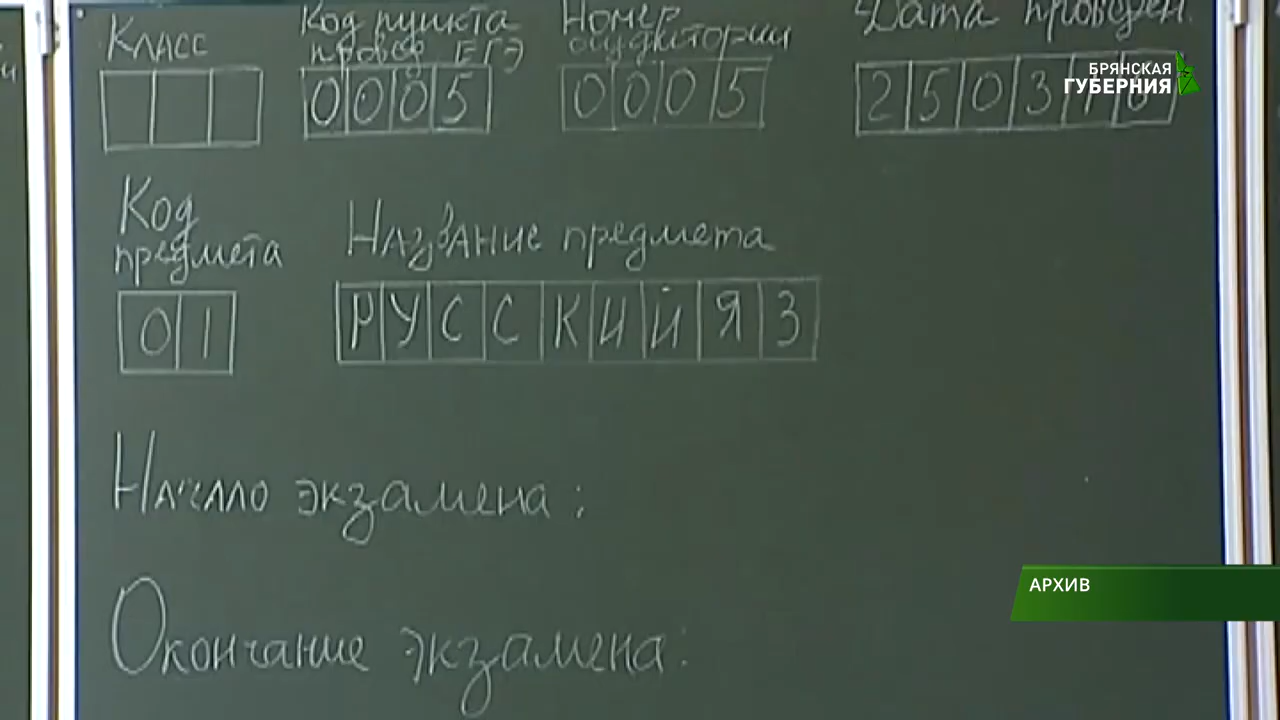 Класс
Код пункта
провед ЕГЭ
Номер
аудитории
Дата проведен.
0005
0005
250316
БРЯНСКАЯ
ГУБЕРНИЯ
Код
предмета
Название предмета
01
РУССКИЙЯЗ
Начало экзамена:
Окончание экзамена:
АРХИВ